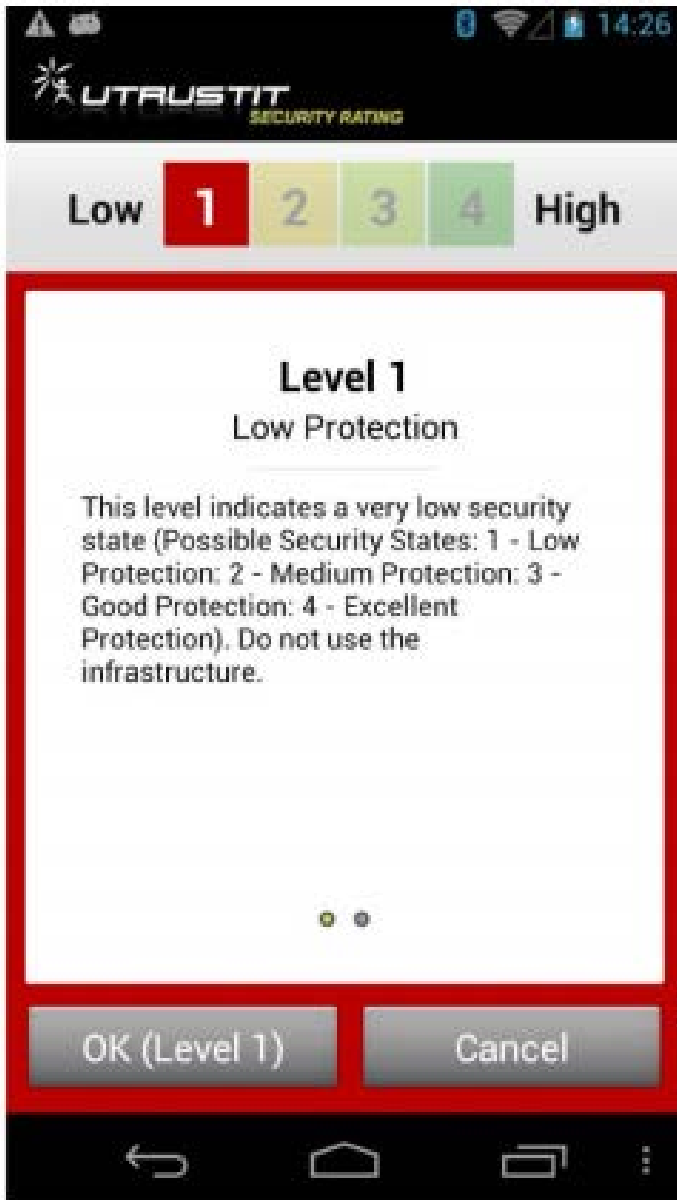 14:26
UTRUSTIT
SECURITY RATING
Low 1 2 3 4 High
Level 1
Low Protection
This level indicates a very low security
state (Possible Security States: 1 - Low
Protection: 2 - Medium Protection: 3 -
Good Protection: 4 - Excellent
Protection). Do not use the
infrastructure.
OK (Level 1) Cancel